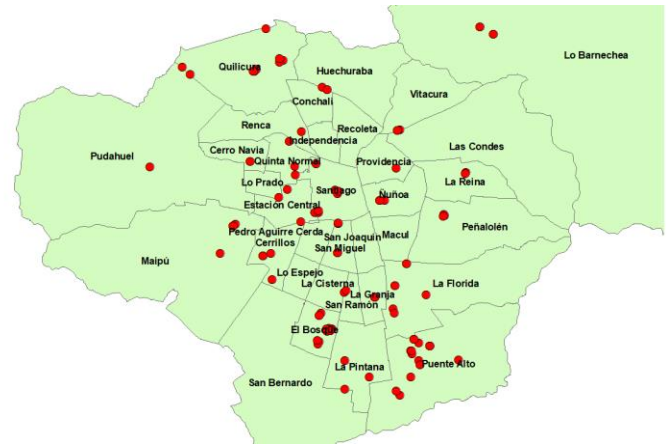 Lo Barnechea
Quilicura
Huechuraba
Vitacura
Conchalí
Renca
Recoleta
Independencia
Las Condes
Pudahuel
Cerro Navia
Quinta Normal
Providencia
Lo Prado
Santiago
La Reina
Estación Central
Ñuñoa
Peñalolén
Pedro Aguirre Cerda
San Joaquín
Macul
Cerrillos
San Miguel
Maipú
Lo Espejo
La Cisterna
La Florida
La Granja
San Ramón
El Bosque
La Pintana
Puente Alto
San Bernardo